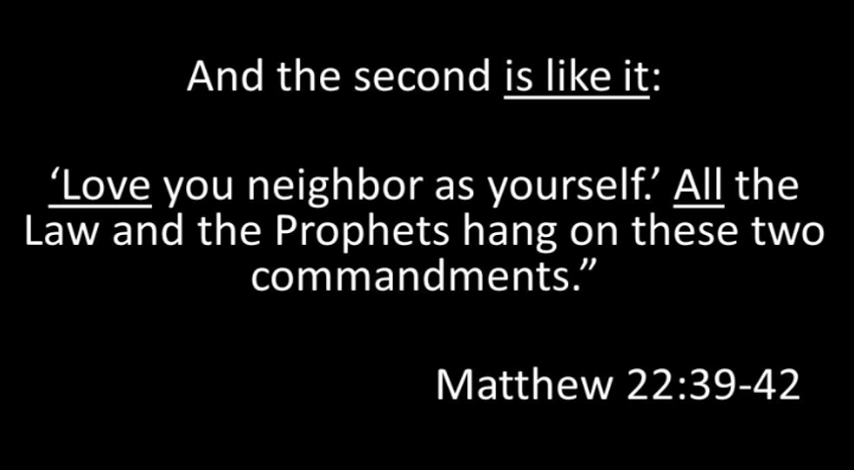 And the second is like it:
‘Love you neighbor as yourself.’ All the
Law and the Prophets hang on these two
commandments.”
Matthew 22:39-42